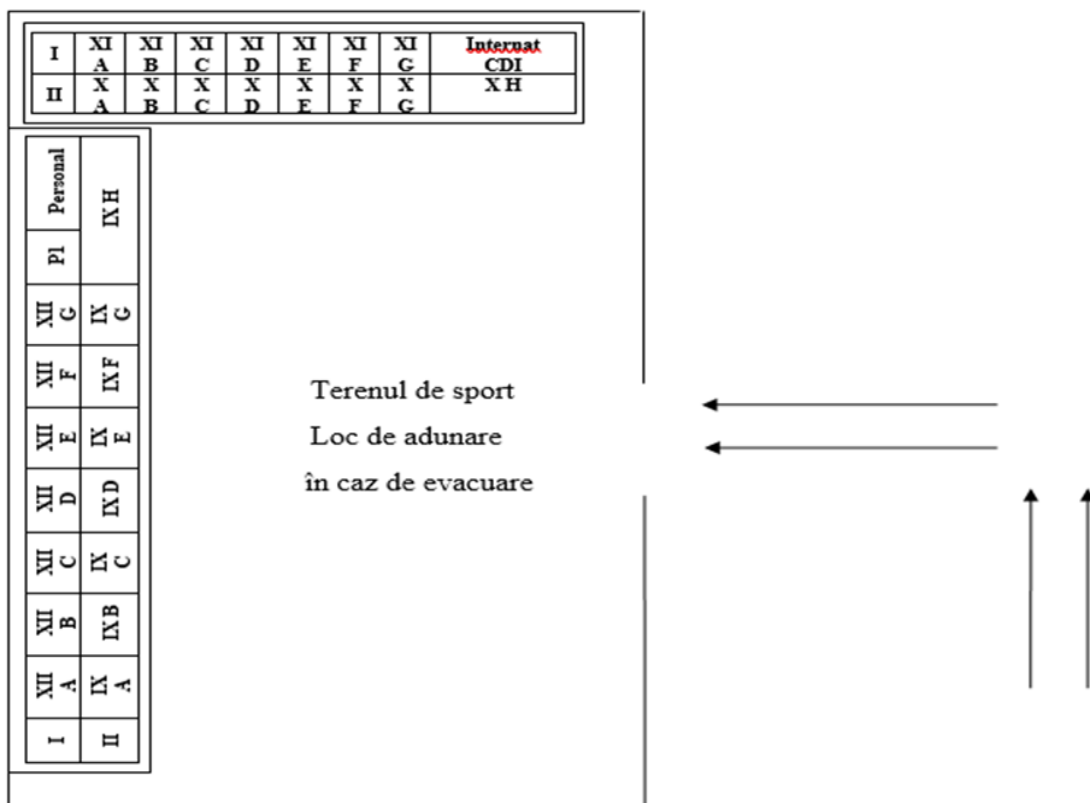 I XI XI XI XI XI XI XI Internat
A B C D E F G CDI
II X X X X X X X X H
A B C D E F G
Personal
IX H
P1
XII G IX G
XII F IX F
XII E IX E
XII D IX D
XII C IX C
XII B IX B
XII A IX A
I II
Terenul de sport
Loc de adunare
în caz de evacuare